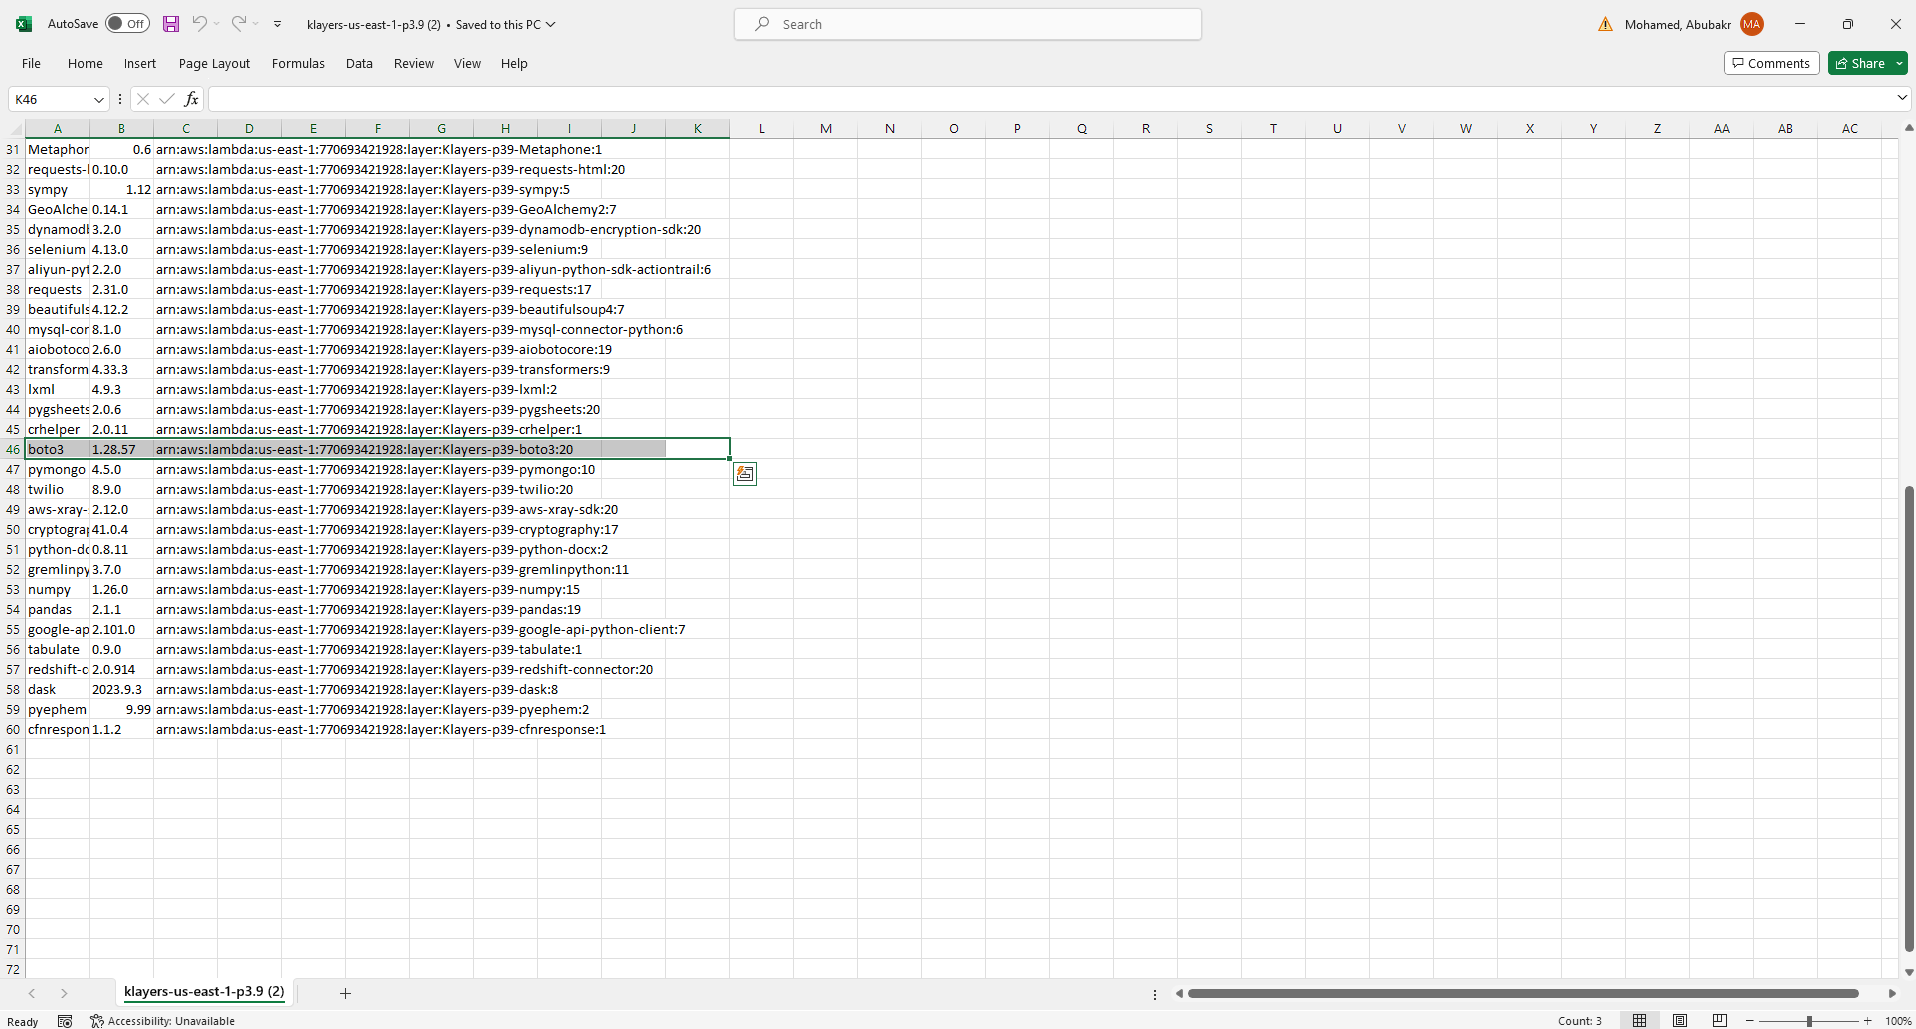 AutoSave Off klayers-us-east-1-p3.9 (2) • Saved to this PC Search Mohamed, Abubakr MA
File Home Insert Page Layout Formulas Data Review View Help Comments Share
K46 fx
A B C D E F G H I J K L M N O P Q R S T U V W X Y Z AA AB AC
31 Metaphor 0.6 arn:aws:lambda:us-east-1:770693421928:layer:Klayers-p39-Metaphone:1
32 requests-l 0.10.0 arn:aws:lambda:us-east-1:770693421928:layer:Klayers-p39-requests-html:20
33 sympy 1.12 arn:aws:lambda:us-east-1:770693421928:layer:Klayers-p39-sympy:5
34 GeoAlche 0.14.1 arn:aws:lambda:us-east-1:770693421928:layer:Klayers-p39-GeoAlchemy2:7
35 dynamodl 3.2.0 arn:aws:lambda:us-east-1:770693421928:layer:Klayers-p39-dynamodb-encryption-sdk:20
36 selenium 4.13.0 arn:aws:lambda:us-east-1:770693421928:layer:Klayers-p39-selenium:9
37 aliyun-pyt 2.2.0 arn:aws:lambda:us-east-1:770693421928:layer:Klayers-p39-aliyun-python-sdk-actiontrail:6
38 requests 2.31.0 arn:aws:lambda:us-east-1:770693421928:layer:Klayers-p39-requests:17
39 beautifuls 4.12.2 arn:aws:lambda:us-east-1:770693421928:layer:Klayers-p39-beautifulsoup4:7
40 mysql-cor 8.1.0 arn:aws:lambda:us-east-1:770693421928:layer:Klayers-p39-mysql-connector-python:6
41 aiobotoco 2.6.0 arn:aws:lambda:us-east-1:770693421928:layer:Klayers-p39-aiobotocore:19
42 transform 4.33.3 arn:aws:lambda:us-east-1:770693421928:layer:Klayers-p39-transformers:9
43 lxml 4.9.3 arn:aws:lambda:us-east-1:770693421928:layer:Klayers-p39-lxml:2
44 pygsheets 2.0.6 arn:aws:lambda:us-east-1:770693421928:layer:Klayers-p39-pygsheets:20
45 crhelper 2.0.11 arn:aws:lambda:us-east-1:770693421928:layer:Klayers-p39-crhelper:1
46 boto3 1.28.57 arn:aws:lambda:us-east-1:770693421928:layer:Klayers-p39-boto3:20
47 pymongo 4.5.0 arn:aws:lambda:us-east-1:770693421928:layer:Klayers-p39-pymongo:10
48 twilio 8.9.0 arn:aws:lambda:us-east-1:770693421928:layer:Klayers-p39-twilio:20
49 aws-xray- 2.12.0 arn:aws:lambda:us-east-1:770693421928:layer:Klayers-p39-aws-xray-sdk:20
50 cryptograp 41.0.4 arn:aws:lambda:us-east-1:770693421928:layer:Klayers-p39-cryptography:17
51 python-dc 0.8.11 arn:aws:lambda:us-east-1:770693421928:layer:Klayers-p39-python-docx:2
52 gremlinpy 3.7.0 arn:aws:lambda:us-east-1:770693421928:layer:Klayers-p39-gremlinpython:11
53 numpy 1.26.0 arn:aws:lambda:us-east-1:770693421928:layer:Klayers-p39-numpy:15
54 pandas 2.1.1 arn:aws:lambda:us-east-1:770693421928:layer:Klayers-p39-pandas:19
55 google-ap 2.101.0 arn:aws:lambda:us-east-1:770693421928:layer:Klayers-p39-google-api-python-client:7
56 tabulate 0.9.0 arn:aws:lambda:us-east-1:770693421928:layer:Klayers-p39-tabulate:1
57 redshift-c 2.0.914 arn:aws:lambda:us-east-1:770693421928:layer:Klayers-p39-redshift-connector:20
58 dask 2023.9.3 arn:aws:lambda:us-east-1:770693421928:layer:Klayers-p39-dask:8
59 pyephem 9.99 arn:aws:lambda:us-east-1:770693421928:layer:Klayers-p39-pyephem:2
60 cfnrespon 1.1.2 arn:aws:lambda:us-east-1:770693421928:layer:Klayers-p39-cfnresponse:1
61
62
63
64
65
66
67
68
69
70
71
72
klayers-us-east-1-p3.9 (2)
Ready Accessibility: Unavailable Count: 3 100%